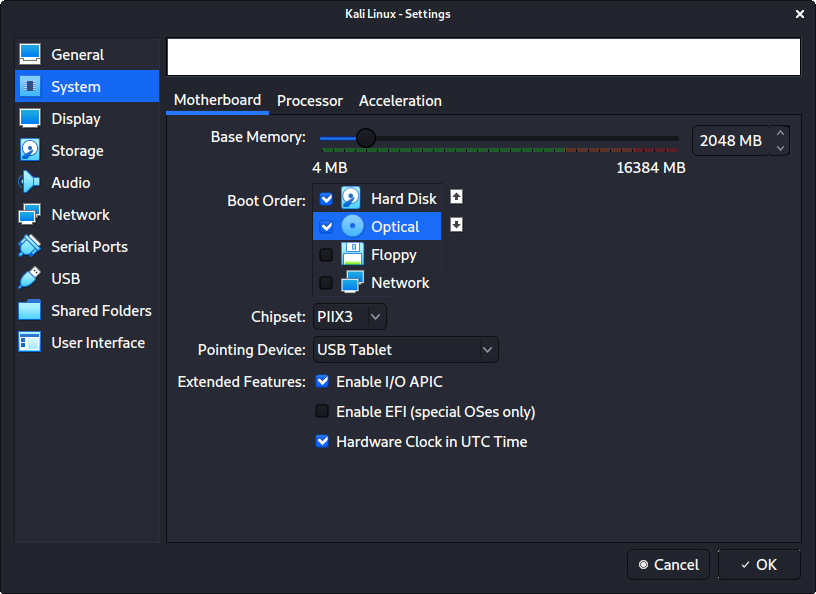 Kali Linux - Settings
General
System
Display
Storage
Audio
Network
Serial Ports
USB
Shared Folders
User Interface
Motherboard Processor Acceleration
Base Memory: 2048 MB
4 MB 16384 MB
Boot Order: Hard Disk
Optical
Floppy
Network
Chipset: PIIX3
Pointing Device: USB Tablet
Extended Features: Enable I/O APIC
Enable EFI (special OSes only)
Hardware Clock in UTC Time
Cancel OK